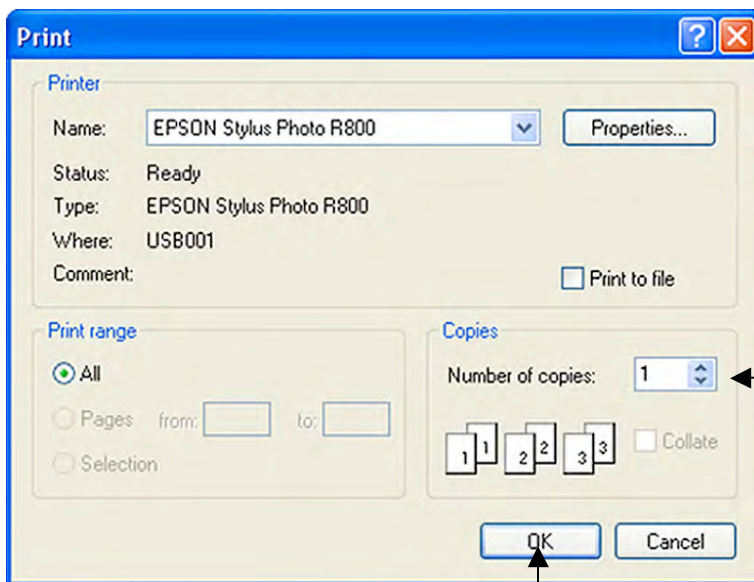 Print
Printer
Name: EPSON Stylus Photo R800 Properties...
Status: Ready
Type: EPSON Stylus Photo R800
Where: USB001
Comment: Print to file
Print range
All
Pages from: to:
Selection
Copies
Number of copies: 1
1 1 2 2 3 3 Collate
OK Cancel